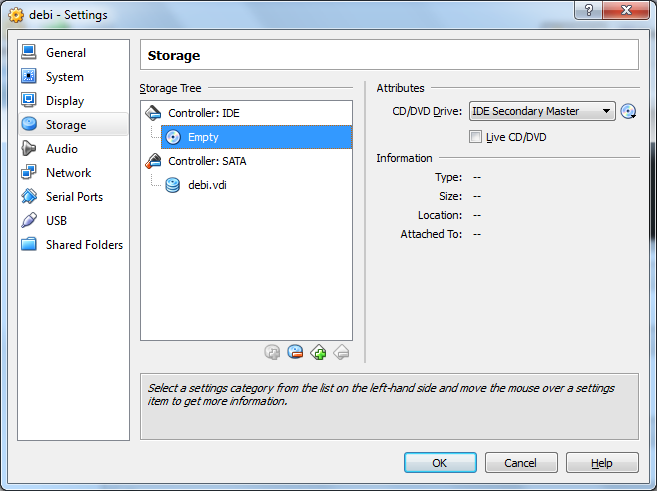 debi - Settings
General
System
Display
Storage
Audio
Network
Serial Ports
USB
Shared Folders
Storage
Storage Tree
Controller: IDE
Empty
Controller: SATA
debi.vdi
Attributes
CD/DVD Drive: IDE Secondary Master
Live CD/DVD
Information
Type: --
Size: --
Location: --
Attached To: --
Select a settings category from the list on the left-hand side and move the mouse over a settings
item to get more information.
OK Cancel Help